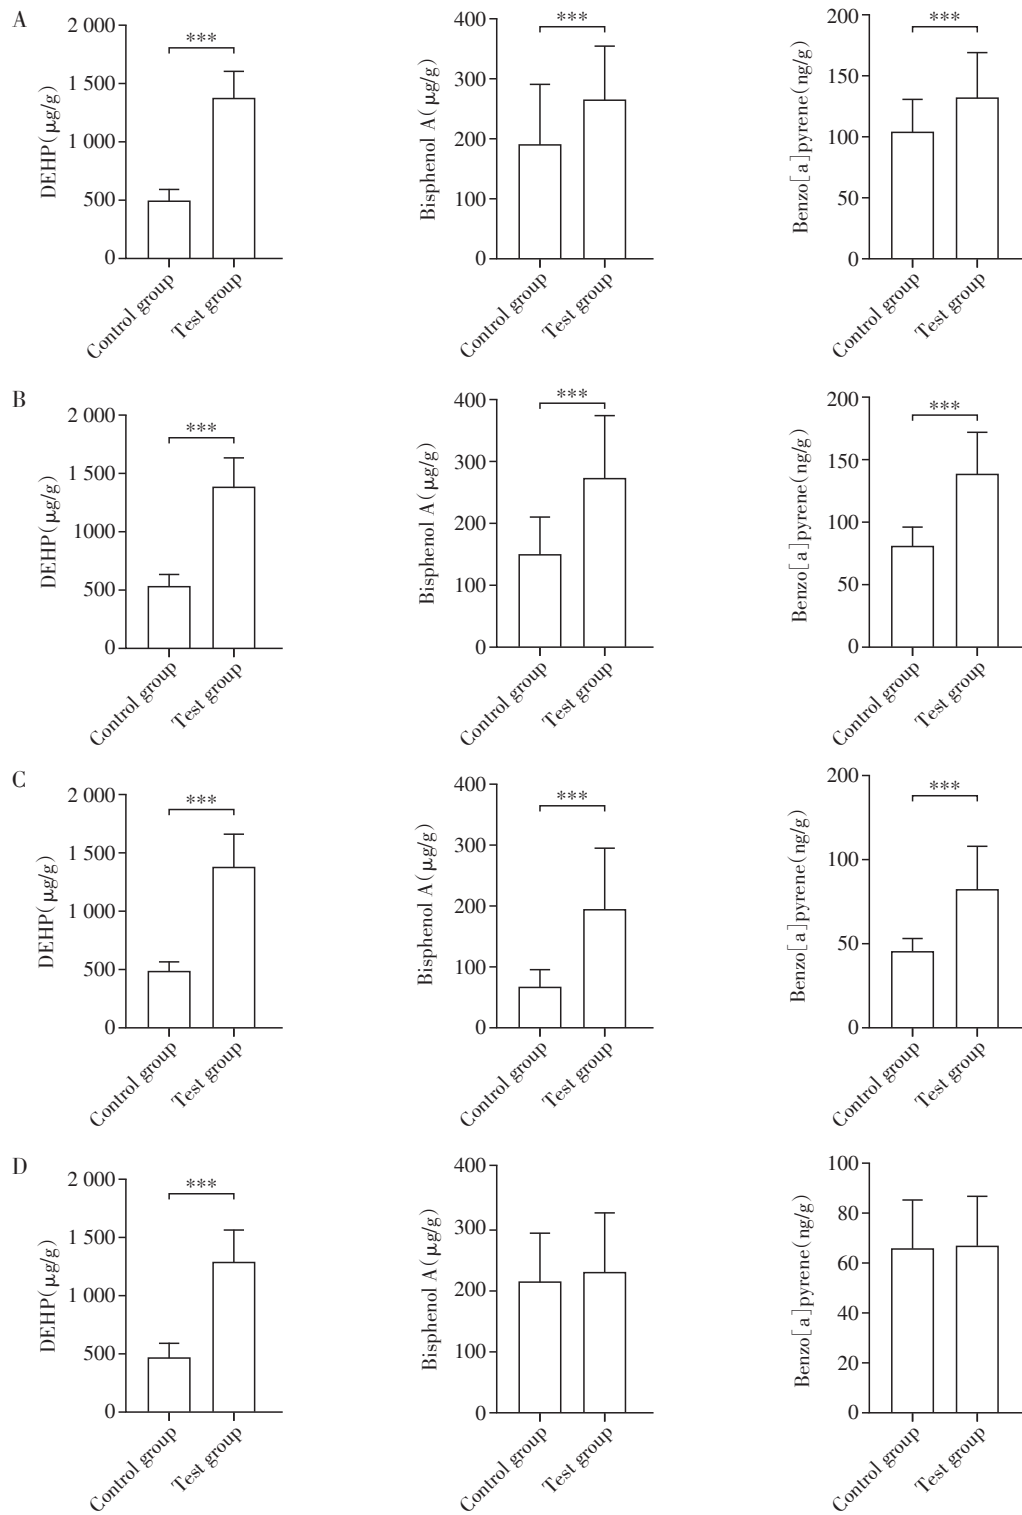 A
DEHP(μg/g)
2 000
1 500
1 000
500
0
***
Control group
Test group
Bisphenol A(μg/g)
400
300
200
100
0
***
Control group
Test group
Benzo[a]pyrene(ng/g)
200
150
100
50
0
***
Control group
Test group
B
DEHP(μg/g)
2 000
1 500
1000
500
0
***
Control group
Test group
Bisphenol A(μg/g)
400
300
200
100
0
***
Control group
Test group
Benzo[a]pyrene(ng/g)
200
150
100
50
0
***
Control group
Test group
C
DEHP(μg/g)
2 000
1 500
1 000
500
0
***
Control group
Test group
Bisphenol A(μg/g)
400
300
200
100
0
***
Control group
Test group
Benzo[a]pyrene(ng/g)
200
100
50
0
***
Control group
Test group
D
DEHP(μg/g)
2 000
1 500
1 000
500
0
***
Control group
Test group
Bisphenol A(μg/g)
400
300
200
100
0
Control group
Test group
Benzo[a]pyrene(ng/g)
100
80
60
40
20
0
Control group
Test group